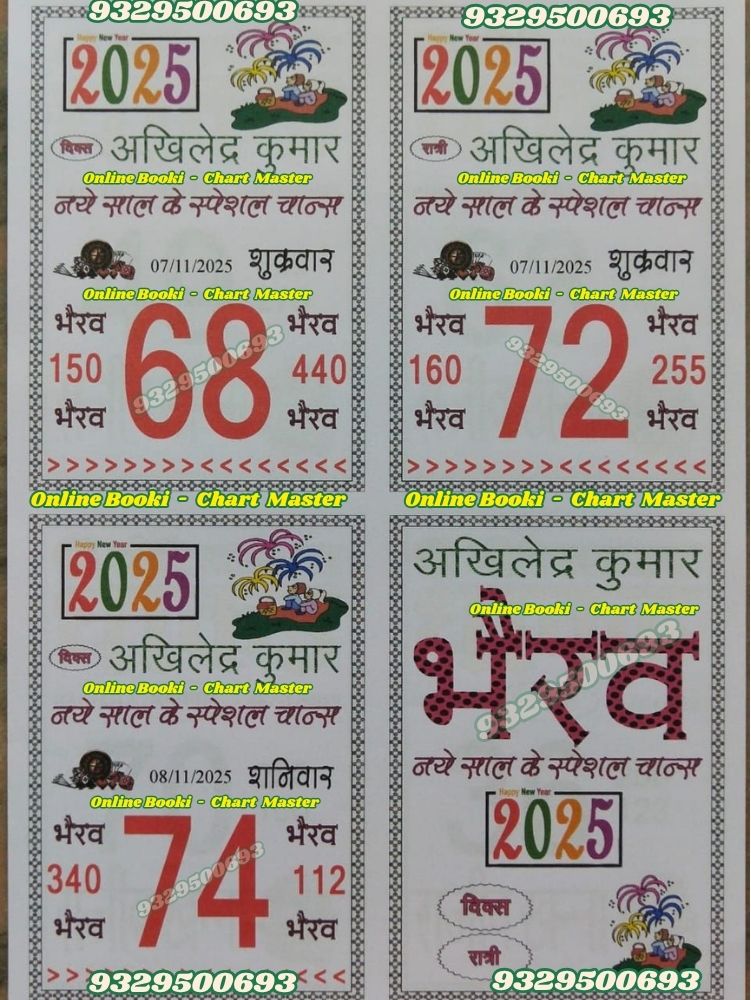 9329500693
9329500693
Happy New Year
2025
दिवस अखिलेद्र कुमार
Online Booki - Chart Master
नये साल के स्पेशल चान्स
07/11/2025 शुक्रवार
Online Booki - Chart Master
भैरव
भैरव
150
68
440
भैरव
भैरव
9329500693
> > > > > > > > < < < < < < < <
Online Booki - Chart Master
Happy New Year
2025
रात्री अखिलेद्र कुमार
Online Booki - Chart Master
नये साल के स्पेशल चान्स
07/11/2025 शुक्रवार
Online Booki - Chart Master
भैरव
भैरव
160
72
255
भैरव
भैरव
9329500693
> > > > > > > > < < < < < < < <
Online Booki - Chart Master
Happy New Year
2025
दिवस अखिलेद्र कुमार
Online Booki - Chart Master
नये साल के स्पेशल चान्स
08/11/2025 शनिवार
Online Booki - Chart Master
भैरव
भैरव
340
74
112
भैरव
भैरव
9329500693
9329500693
अखिलेद्र कुमार
Online Booki - Chart Master
भैरव
9329500693
नये साल के स्पेशल चान्स
Happy New Year
2025
दिवस
रात्री
9329500693